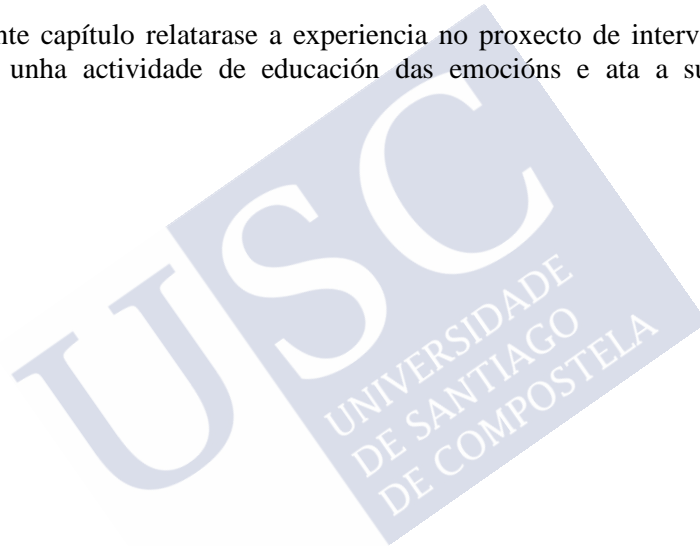 nte capítulo relatarase a experiencia no proxecto de interv
unha actividade de educación das emocións e ata a su
USC
UNIVERSIDADE
DE SANTIAGO
DE COMPOSTELA